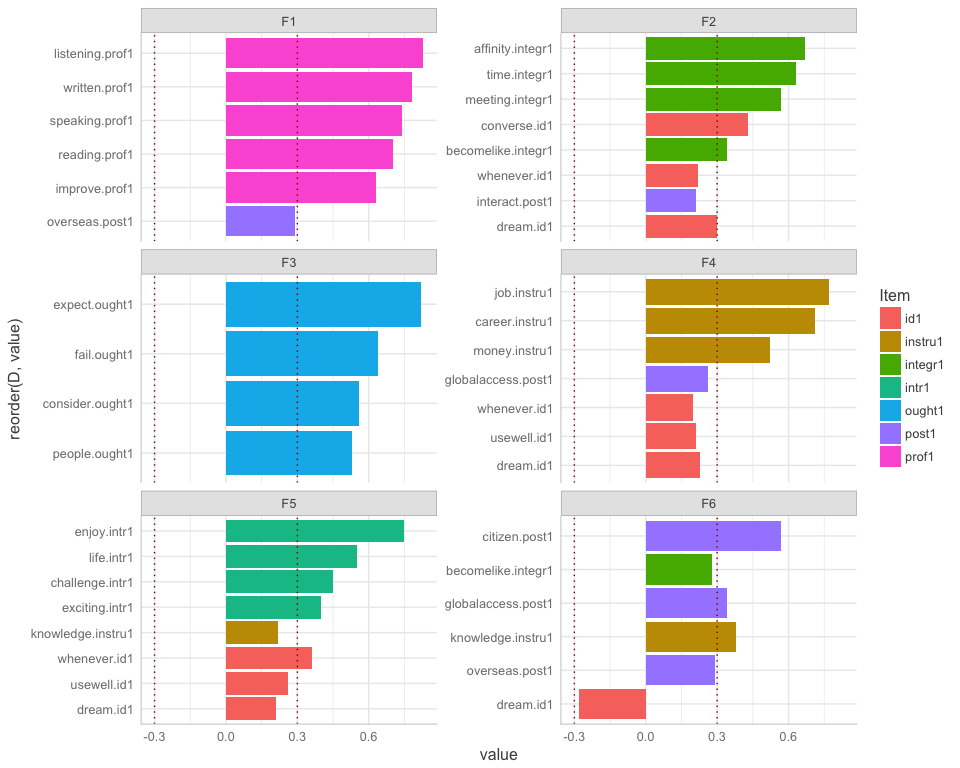 F1
listening.prof1
written.prof1
speaking.prof1
reading.prof1
improve.prof1
overseas.post1
F2
affinity.integr1
time.integr1
meeting.integr1
converse.id1
becomelike.integr1
whenever.id1
interact.post1
dream.id1
F3
expect.ought1
fail.ought1
consider.ought1
people.ought1
F4
job.instru1
career.instru1
money.instru1
globalaccess.post1
whenever.id1
usewell.id1
dream.id1
F5
enjoy.intr1
life.intr1
challenge.intr1
exciting.intr1
knowledge.instru1
whenever.id1
usewell.id1
dream.id1
-0.3 0.0 0.3 0.6
F6
citizen.post1
becomelike.integr1
globalaccess.post1
knowledge.instru1
overseas.post1
dream.id1
-0.3 0.0 0.3 0.6
value
reorder(D, value)
Item
id1
instru1
integr1
intr1
ought1
post1
prof1